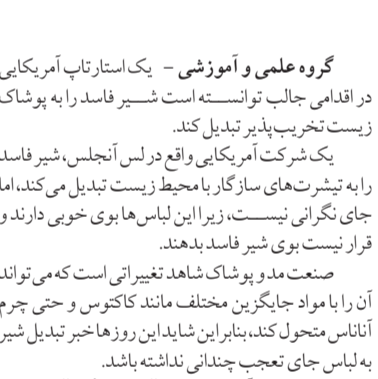 گروه علمی و آموزشی – یک استارتاپ آمریکایی
در اقدامی جالب توانسته است شیر فاسد را به پوشاک
زیست تخریب‌پذیر تبدیل کند.
یک شرکت آمریکایی واقع در لس آنجلس، شیر فاسد
را به تیشرت‌های سازگار با محیط زیست تبدیل می‌کند، اما
جای نگرانی نیست، زیرا این لباس‌ها بوی خوبی دارند و
قرار نیست بوی شیر فاسد بدهند.
صنعت مد و پوشاک شاهد تغییراتی است که می‌تواند
آن را با مواد جایگزین مختلف مانند کاکتوس و حتی چرم
آناناس متحول کند، بنابراین شاید این روزها خبر تبدیل شیر
به لباس جای تعجب چندانی نداشته باشد.